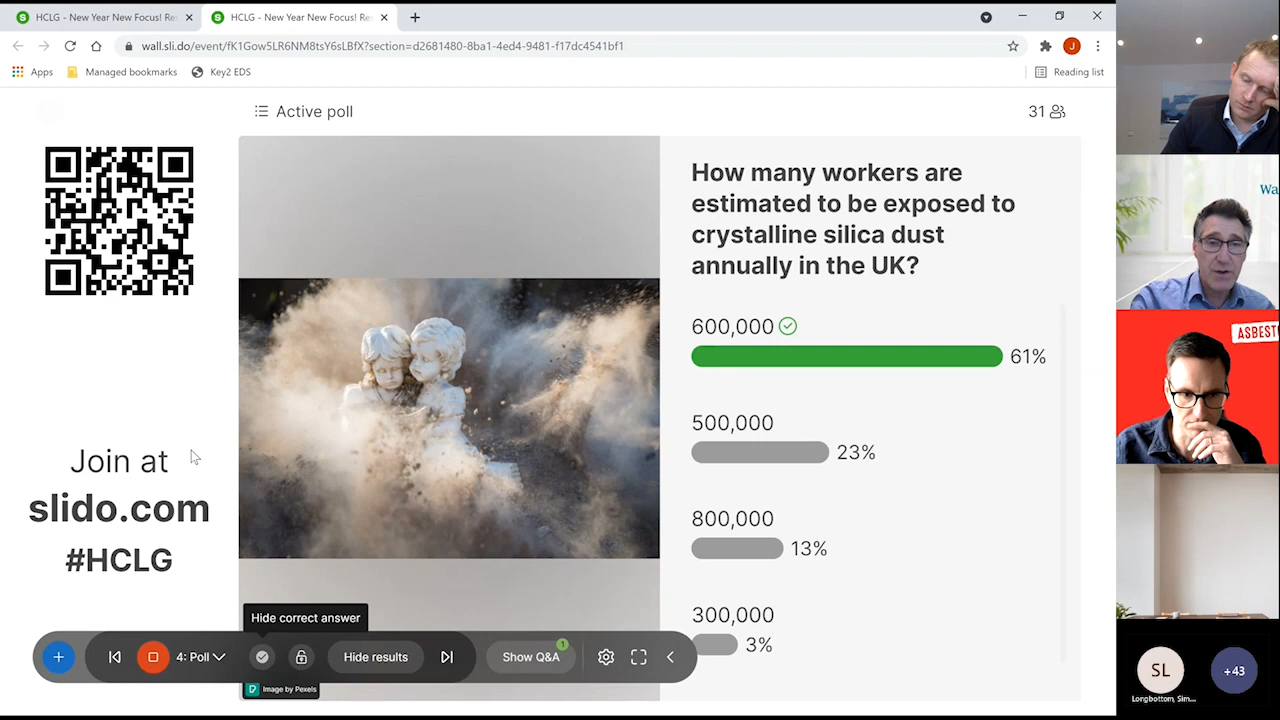 HCLG - New Year New Focus! Re
HCLG - New Year New Focus! Re
wall.sli.do/event/fK1Gow5LR6NM8tsY6sLBfX?section=d2681480-8ba1-4ed4-9481-f17dc4541bf1
J
Apps
Managed bookmarks
Key2 EDS
Reading list
Active poll
31
How many workers are
estimated to be exposed to
crystalline silica dust
annually in the UK?
600,000
61%
500,000
23%
800,000
13%
300,000
3%
Join at
slido.com
#HCLG
Hide correct answer
4: Poll
Hide results
Show Q&A
1
Image by Pexels
Wa
ASBEST
SL
+43
Longbottom, Sim...